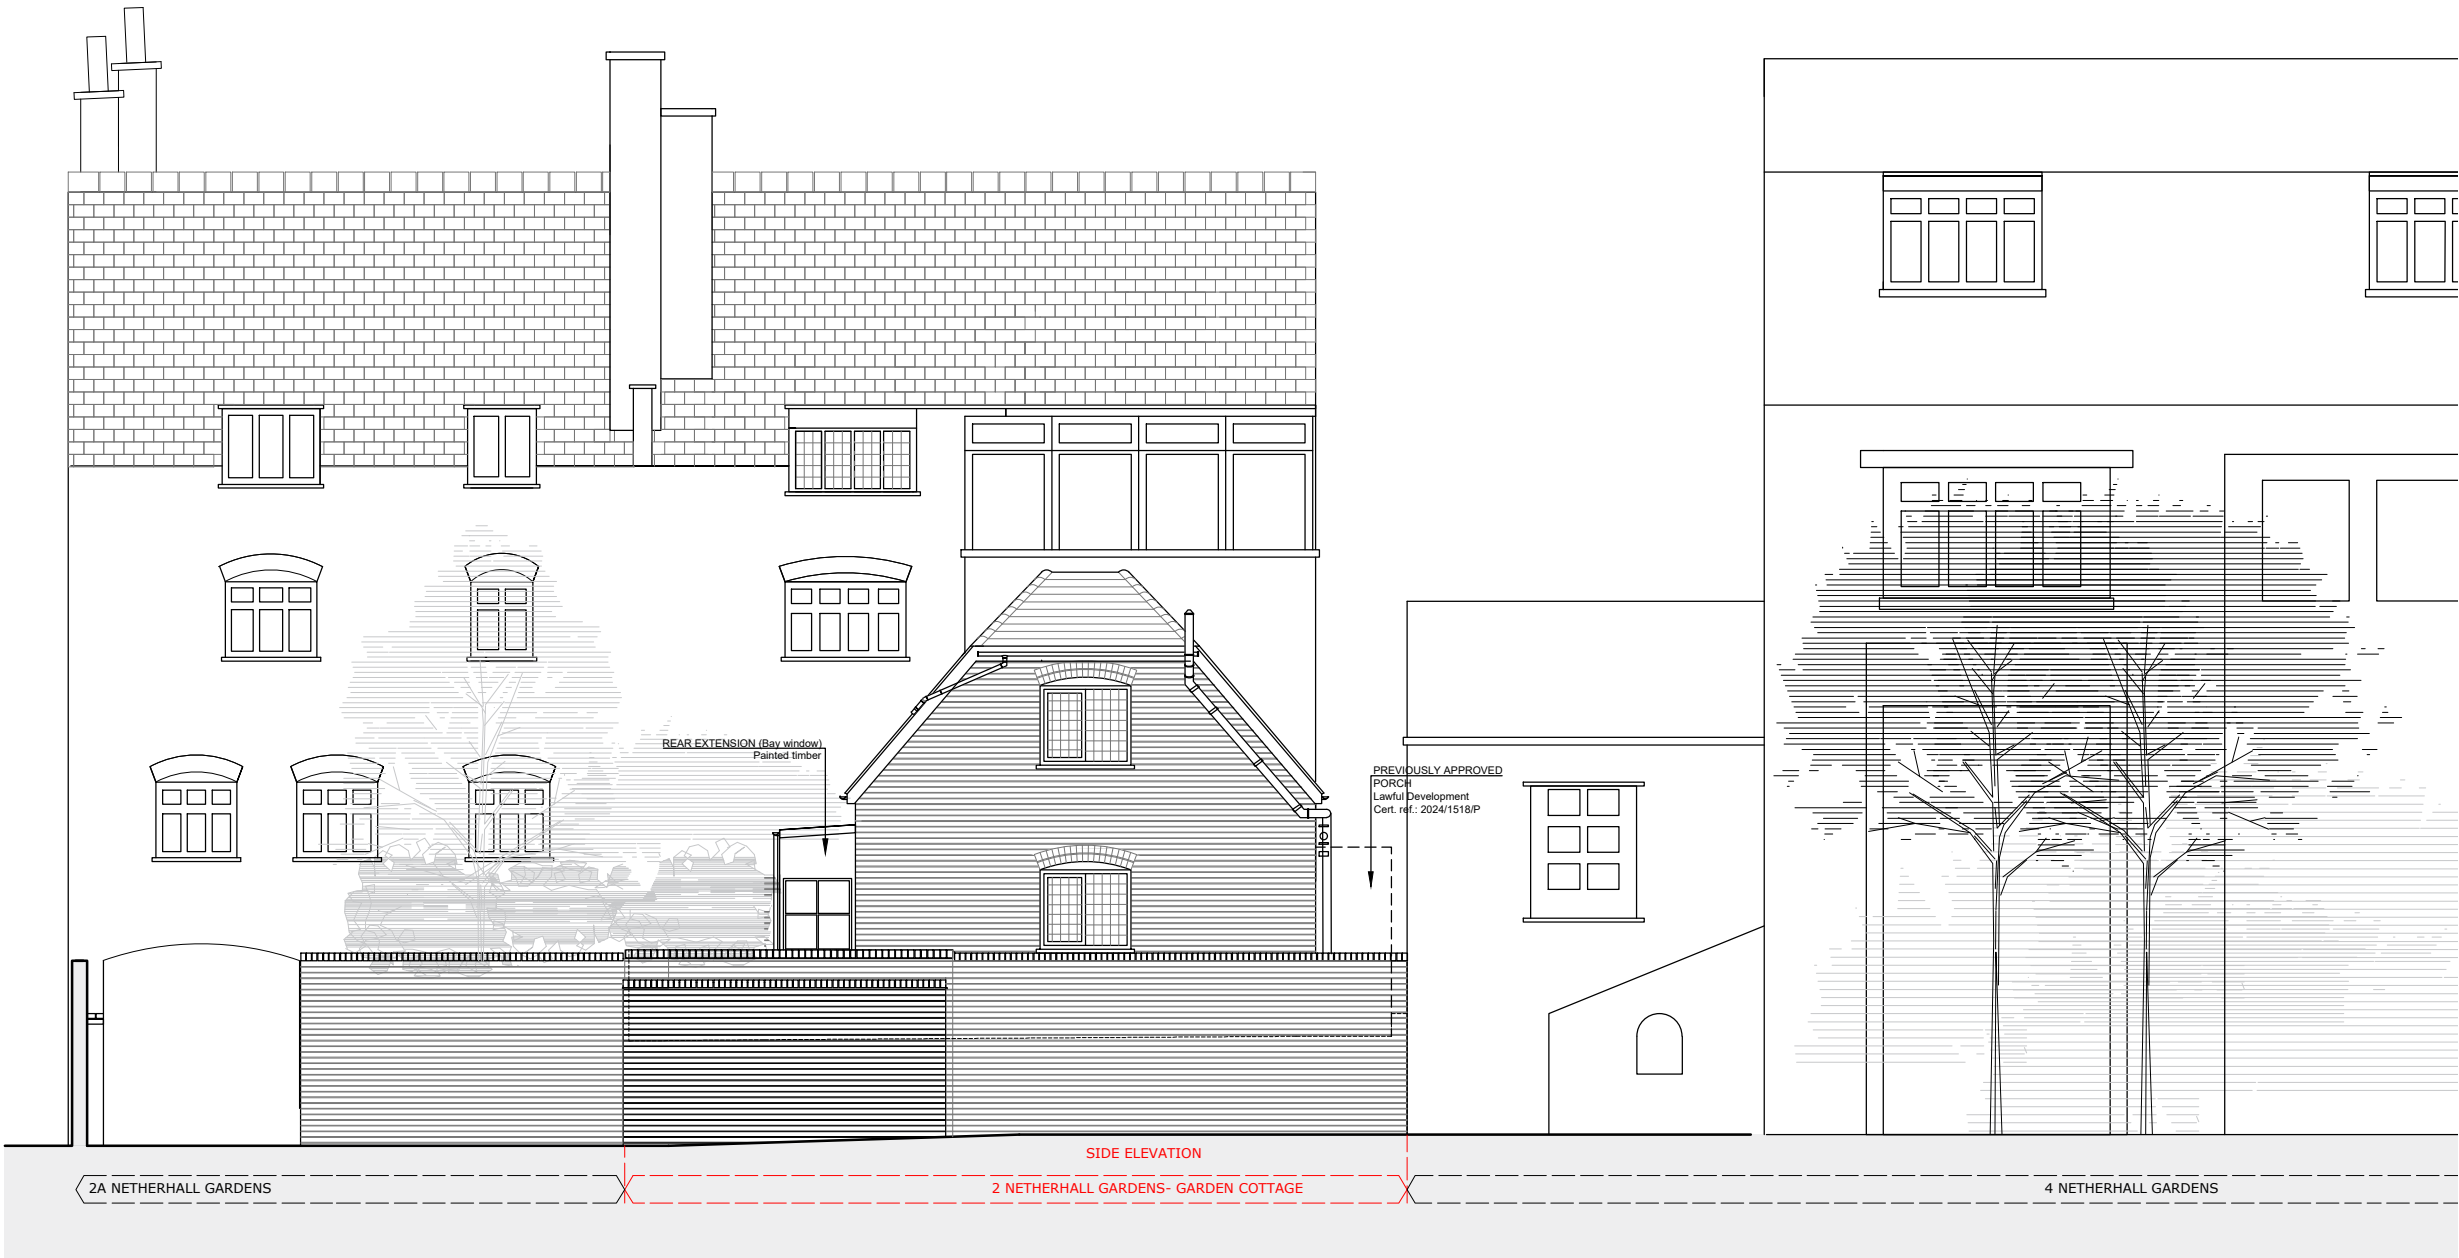 REAR EXTENSION (Bay window)
Painted timber
PREVIOUSLY APPROVED
PORCH
Lawful Development
Cert. ref.: 2024/1518/P
SIDE ELEVATION
2A NETHERHALL GARDENS
2 NETHERHALL GARDENS- GARDEN COTTAGE
4 NETHERHALL GARDENS